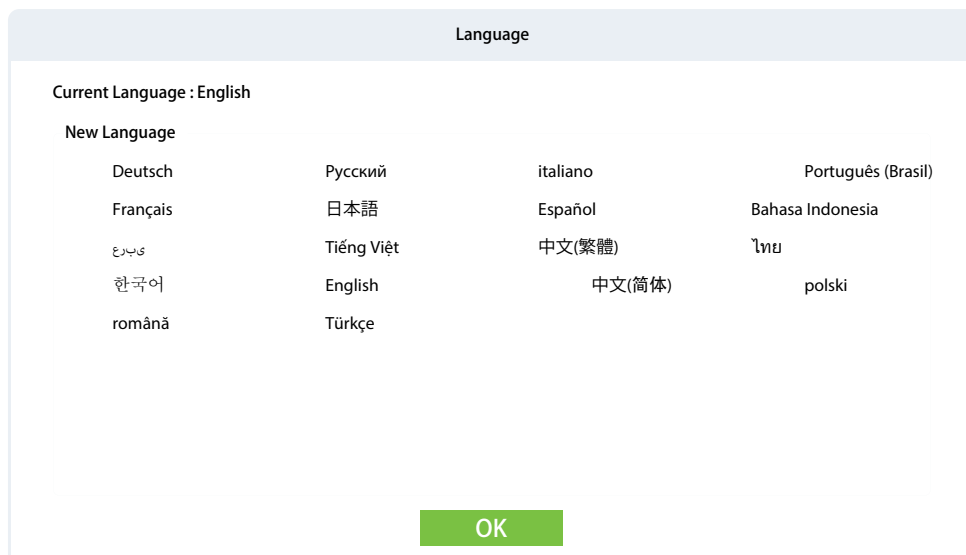 Language
Current Language : English
New Language
Deutsch Русский italiano Português (Brasil)
Français 日本語 Español Bahasa Indonesia
ىبرع Tiếng Việt 中文(繁體) ไทย
한국어 English 中文(简体) polski
română Türkçe
OK